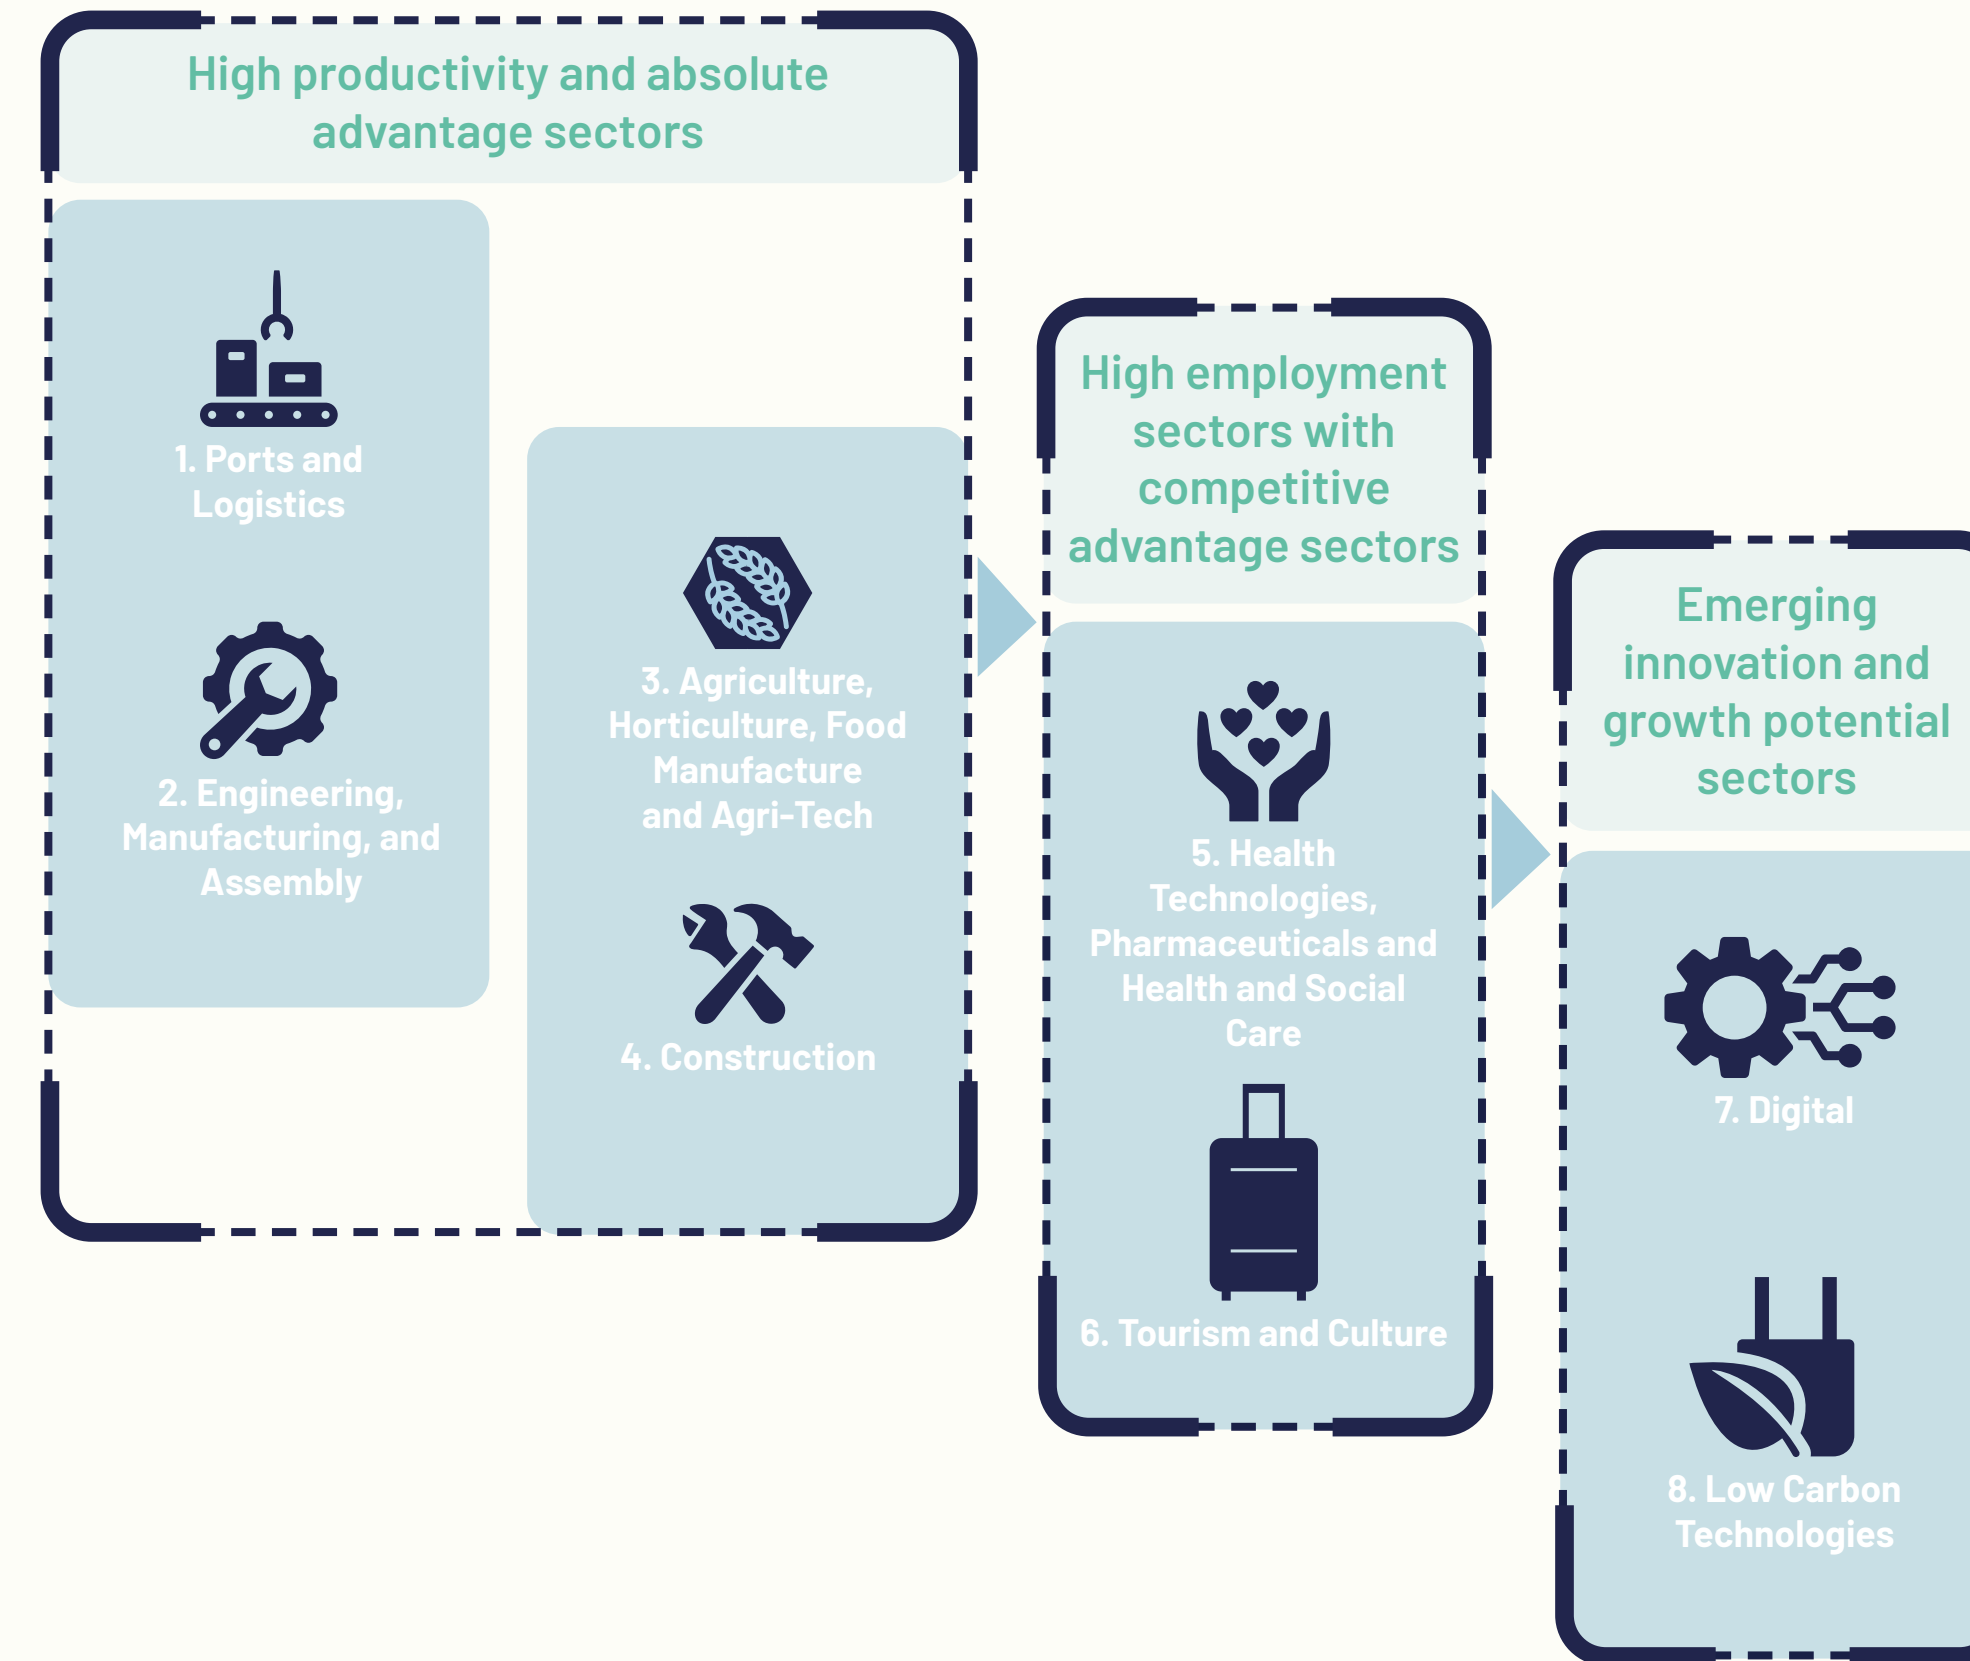 High productivity and absolute
advantage sectors
1. Ports and
Logistics
2. Engineering,
Manufacturing, and
Assembly
3. Agriculture,
Horticulture, Food
Manufacture
and Agri-Tech
4. Construction
High employment
sectors with
competitive
advantage sectors
5. Health
Technologies,
Pharmaceuticals and
Health and Social
Care
6. Tourism and Culture
Emerging
innovation and
growth potential
sectors
7. Digital
8. Low Carbon
Technologies